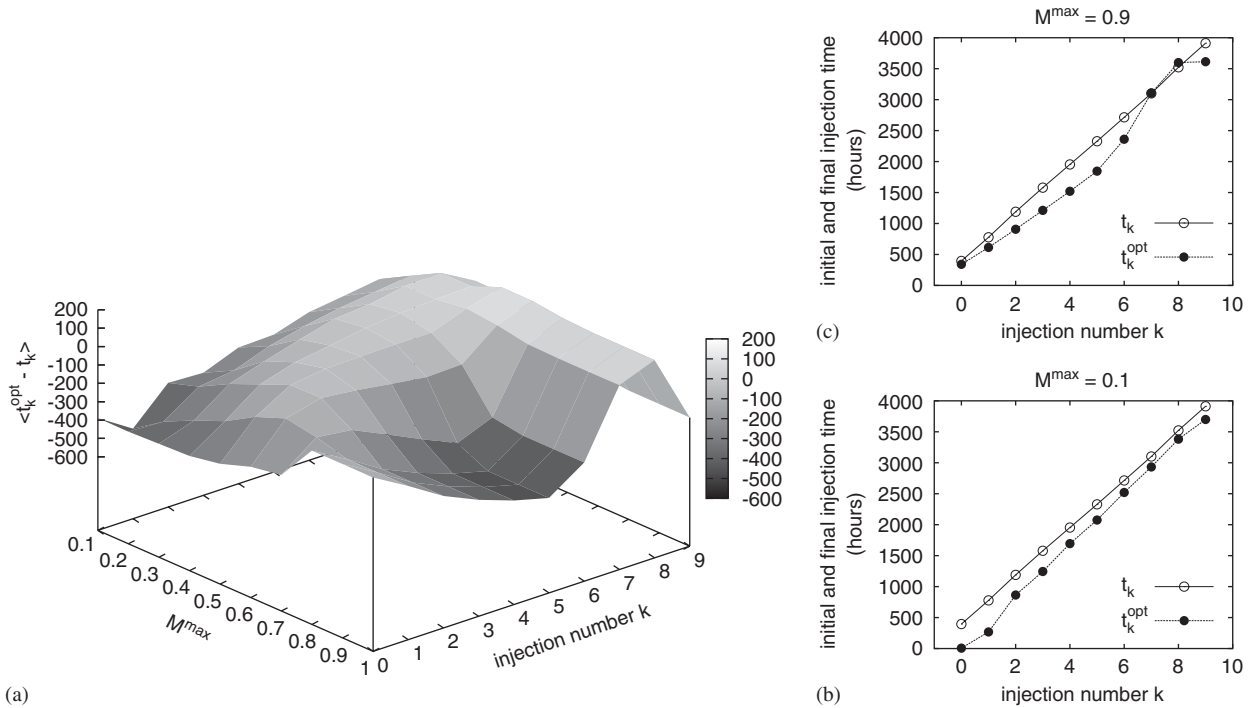 <t_k^opt - t_k>
200
100
0
-100
-200
-300
-400
-500
-600
0.1
0.2
0.3
0.4
0.5
0.6
0.7
0.8
0.9
1
M^max
0
1
2
3
4
5
6
7
8
9
injection number k
200
100
0
-100
-200
-300
-400
-500
-600
(a)
M^max = 0.9
initial and final injection time
(hours)
4000
3500
3000
2500
2000
1500
1000
500
0
t_k
t_k^opt
0 2 4 6 8 10
injection number k
(c)
M^max = 0.1
initial and final injection time
(hours)
4000
3500
3000
2500
2000
1500
1000
500
0
t_k
t_k^opt
0 2 4 6 8 10
injection number k
(b)